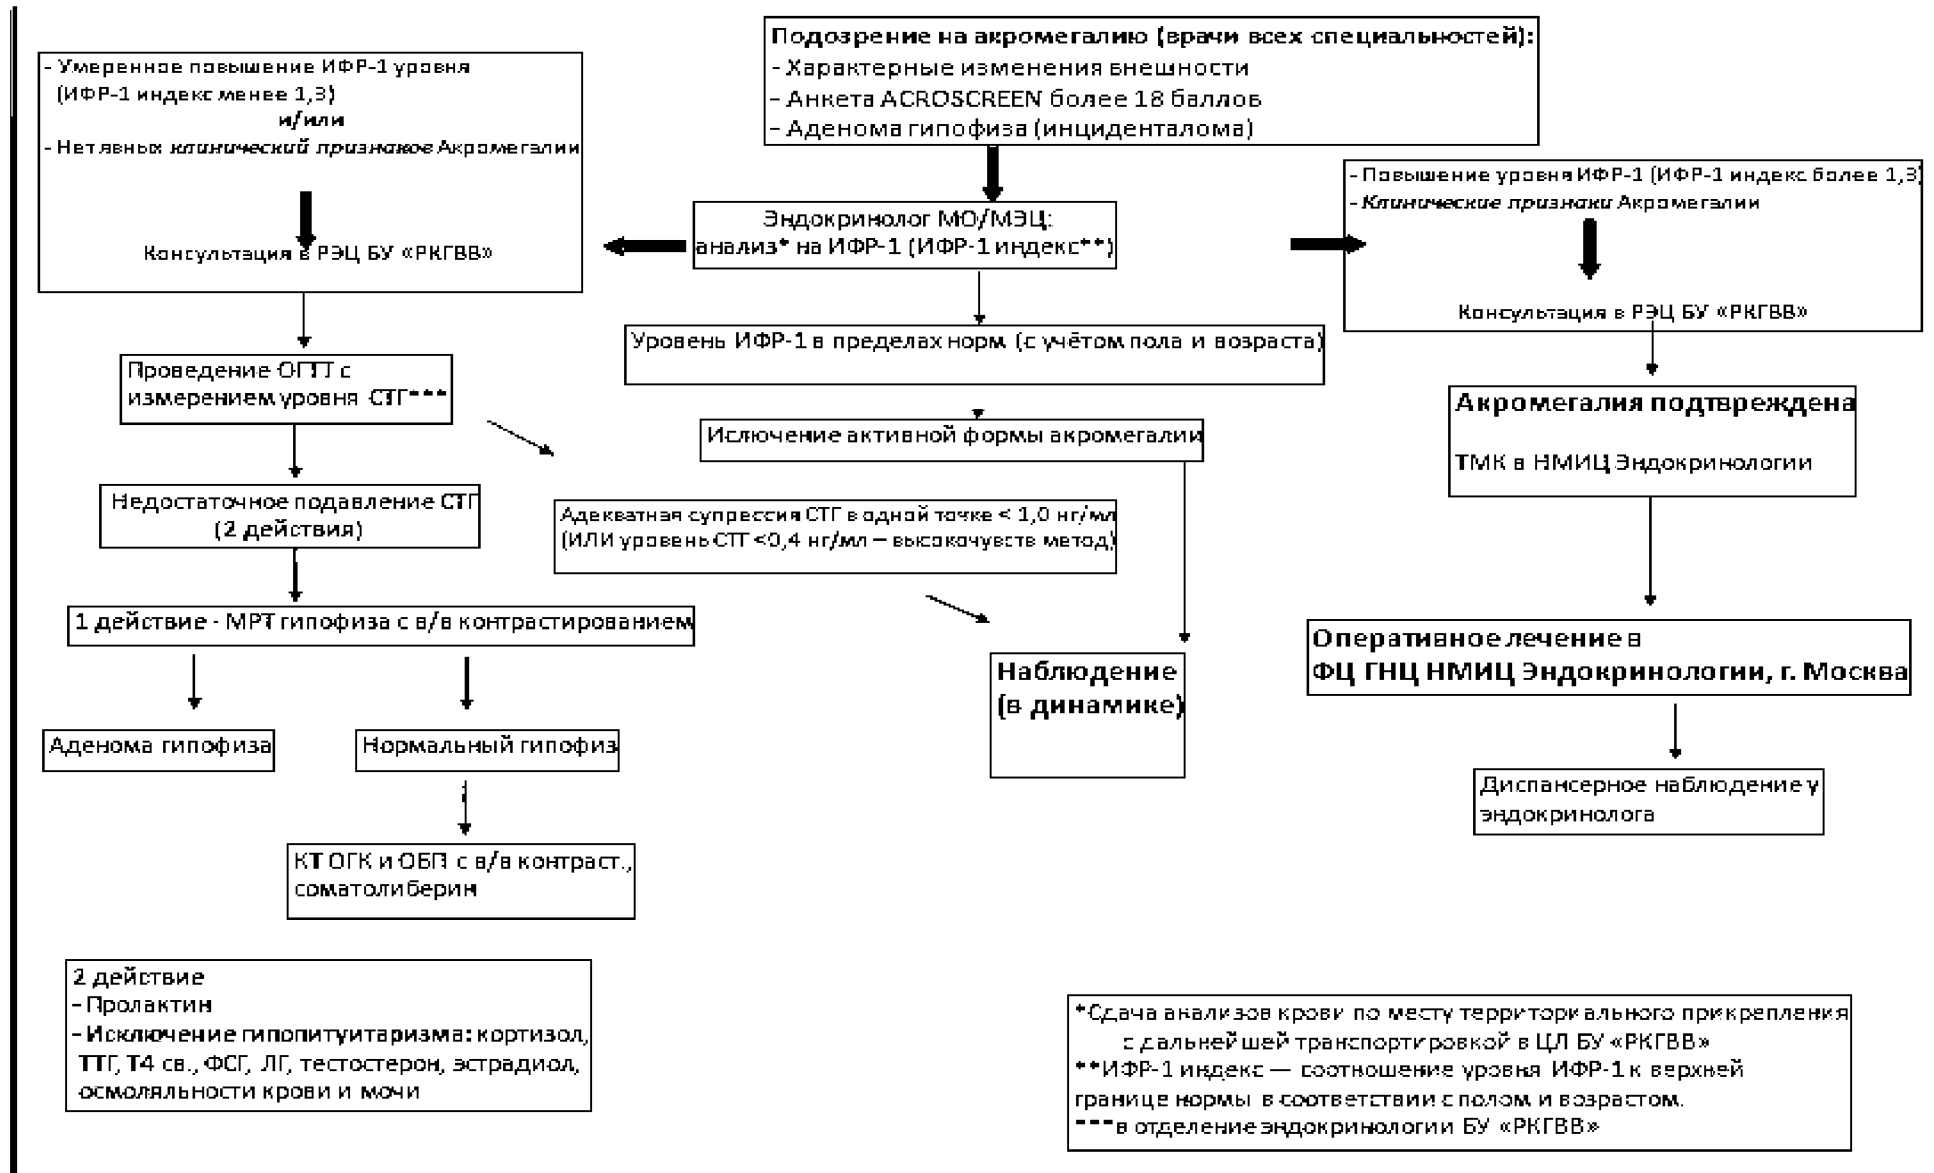 Подозрение на акромегалию (врачи всех специальностей):
- Характерные изменения внешности
- Анкета ACROSCREEN более 18 баллов
- Аденома гипофиза (инциденталома)
- Умеренное повышение ИФР-1 уровня
(ИФР-1 индекс менее 1,3)
и/или
- Нет явных клинический признаков Акромегалии
Консультация в РЭЦ БУ «РКГВВ»
Эндокринолог МО/МЭЦ:
анализ* на ИФР-1 (ИФР-1 индекс**)
- Повышение уровня ИФР-1 (ИФР-1 индекс более 1,3)
- Клинические признаки Акромегалии
Консультация в РЭЦ БУ «РКГВВ»
Уровень ИФР-1 в пределах норм (с учётом пола и возраста)
Проведение ОГТТ с
измерением уровня СТГ***
Ислючение активной формы акромегалии
Акромегалия подтвреждена
ТМК в НМИЦ Эндокринологии
Недостаточное подавление СТГ
(2 действия)
Адекватная супрессия СТГ в одной точке < 1,0 нг/мл
(ИЛИ уровень СТГ <0,4 нг/мл – высокочувств метод)
1 действие - МРТ гипофиза с в/в контрастированием
Оперативное лечение в
ФЦ ГНЦ НМИЦ Эндокринологии, г. Москва
Наблюдение
(в динамике)
Аденома гипофиза
Нормальный гипофиз
Диспансерное наблюдение у
эндокринолога
КТ ОГК и ОБП с в/в контраст.,
соматолиберин
2 действие
- Пролактин
- Исключение гипопитуитаризма: кортизол,
ТТГ, Т4 св., ФСГ, ЛГ, тестостерон, эстрадиол,
осмоляльности крови и мочи
*Сдача анализов крови по месту территориального прикрепления
с дальнейшей транспортировкой в ЦЛ БУ «РКГВВ»
**ИФР-1 индекс — соотношение уровня ИФР-1 к верхней
границе нормы в соответствии с полом и возрастом.
***в отделение эндокринологии БУ «РКГВВ»